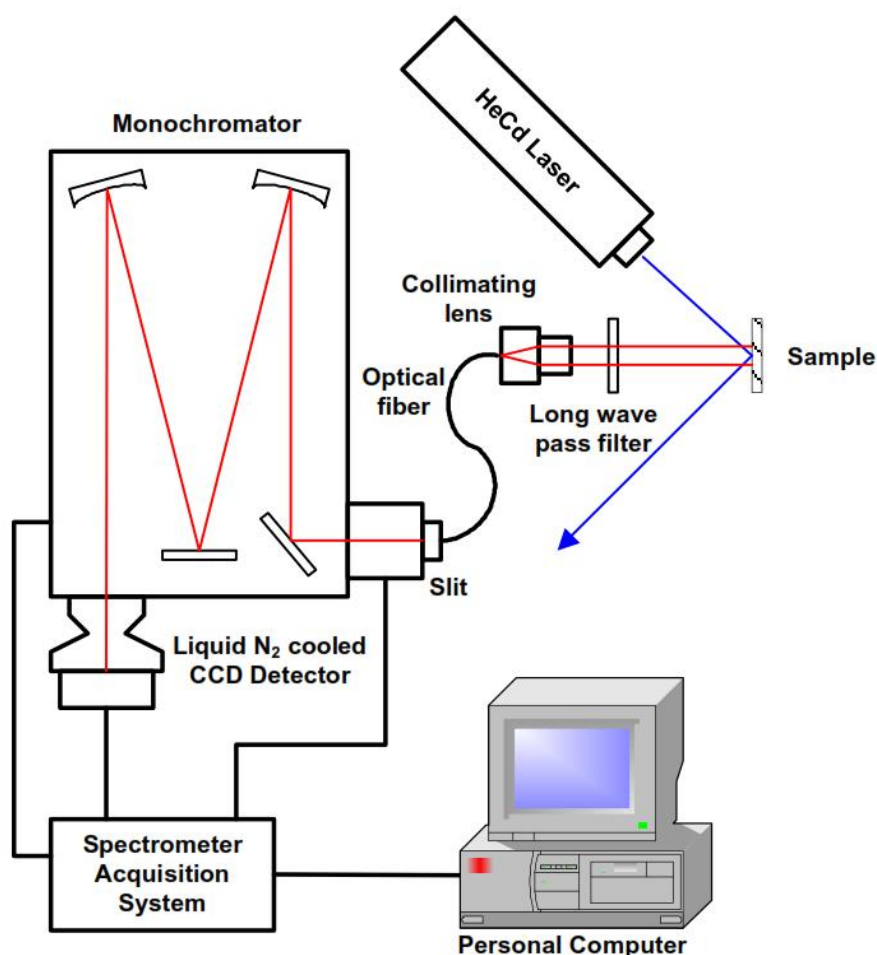 Monochromator
HeCd Laser
Collimating
lens
Sample
Optical
fiber
Long wave
pass filter
Slit
Liquid N₂ cooled
CCD Detector
Spectrometer
Acquisition
System
Personal Computer